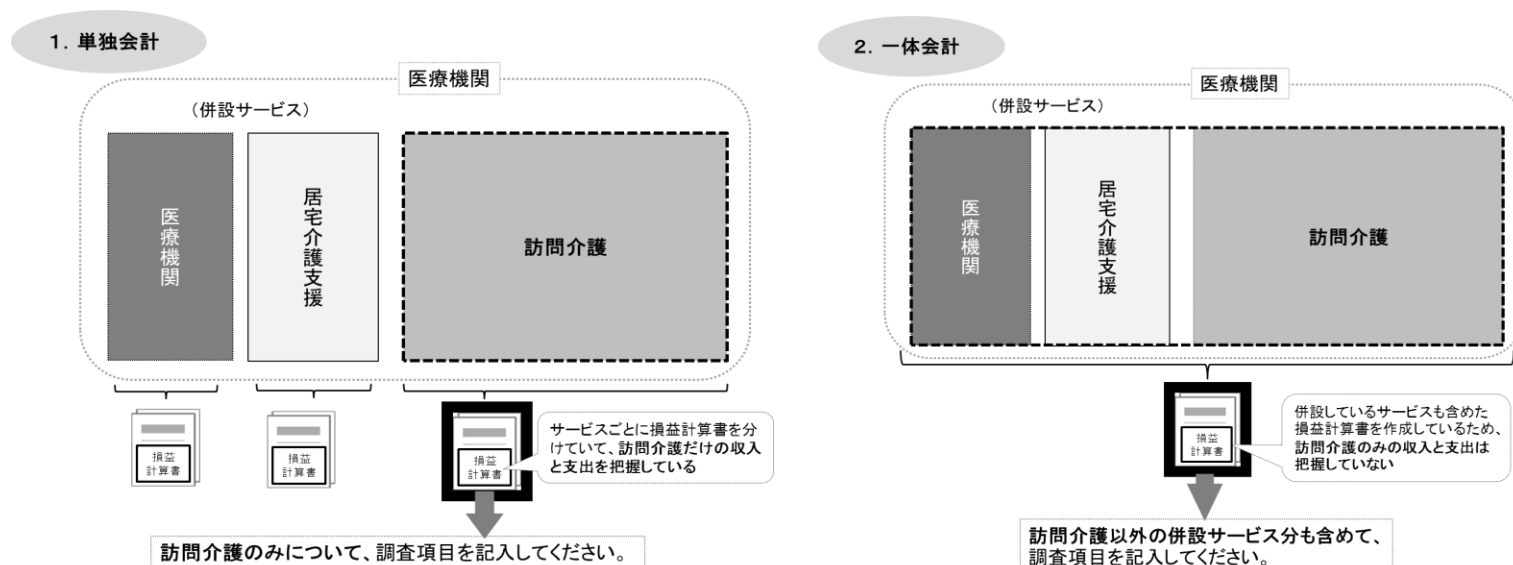 1．単独会計
医療機関
（併設サービス）
医療機関
居宅介護支援
訪問介護
損益
計算書
損益
計算書
損益
計算書
サービスごとに損益計算書を分
けていて、訪問介護だけの収入
と支出を把握している
訪問介護のみについて、調査項目を記入してください。
2．一体会計
医療機関
（併設サービス）
医療機関
居宅介護支援
訪問介護
損益
計算書
併設しているサービスも含めた
損益計算書を作成しているため、
訪問介護のみの収入と支出は
把握していない
訪問介護以外の併設サービス分も含めて、
調査項目を記入してください。